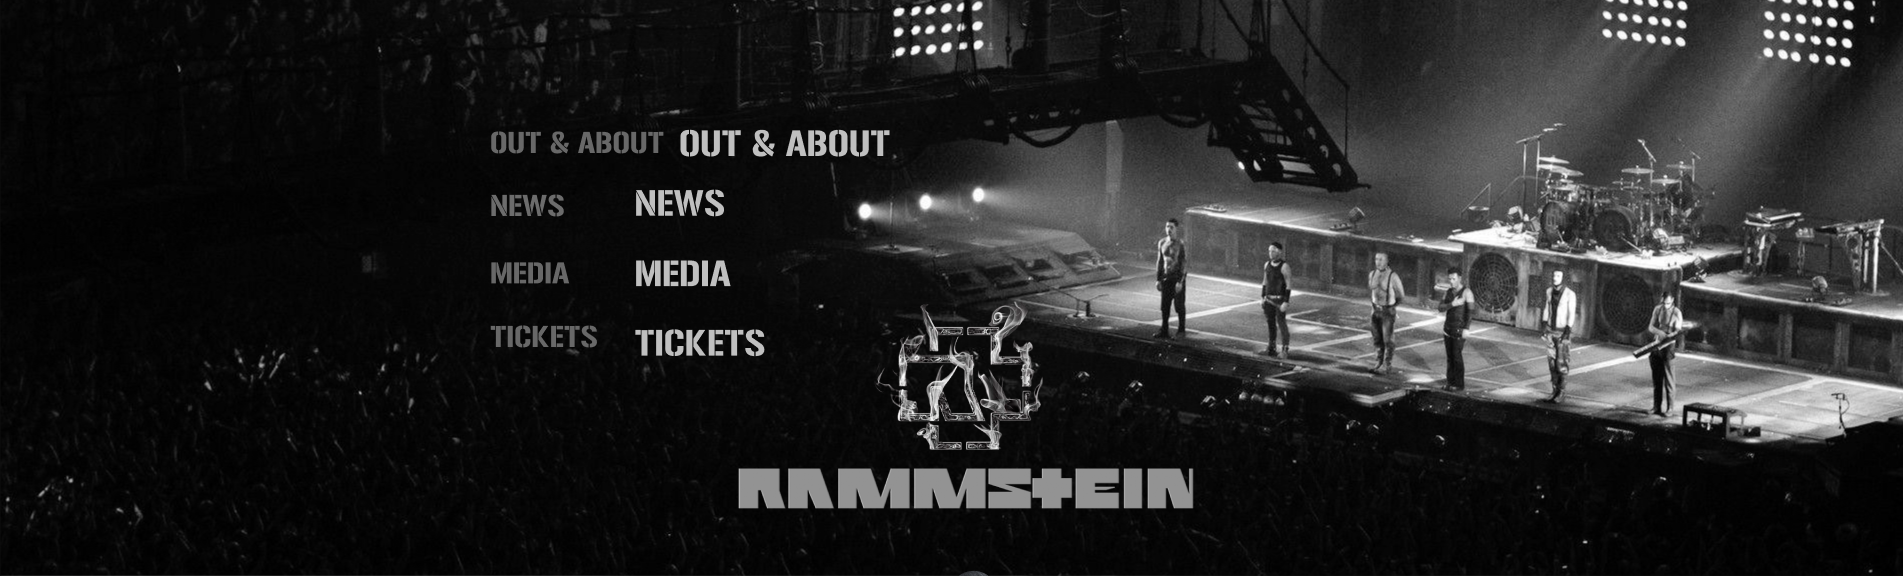 OUT & ABOUT OUT & ABOUT
NEWS NEWS
MEDIA MEDIA
TICKETS TICKETS
RAMMSTEIN